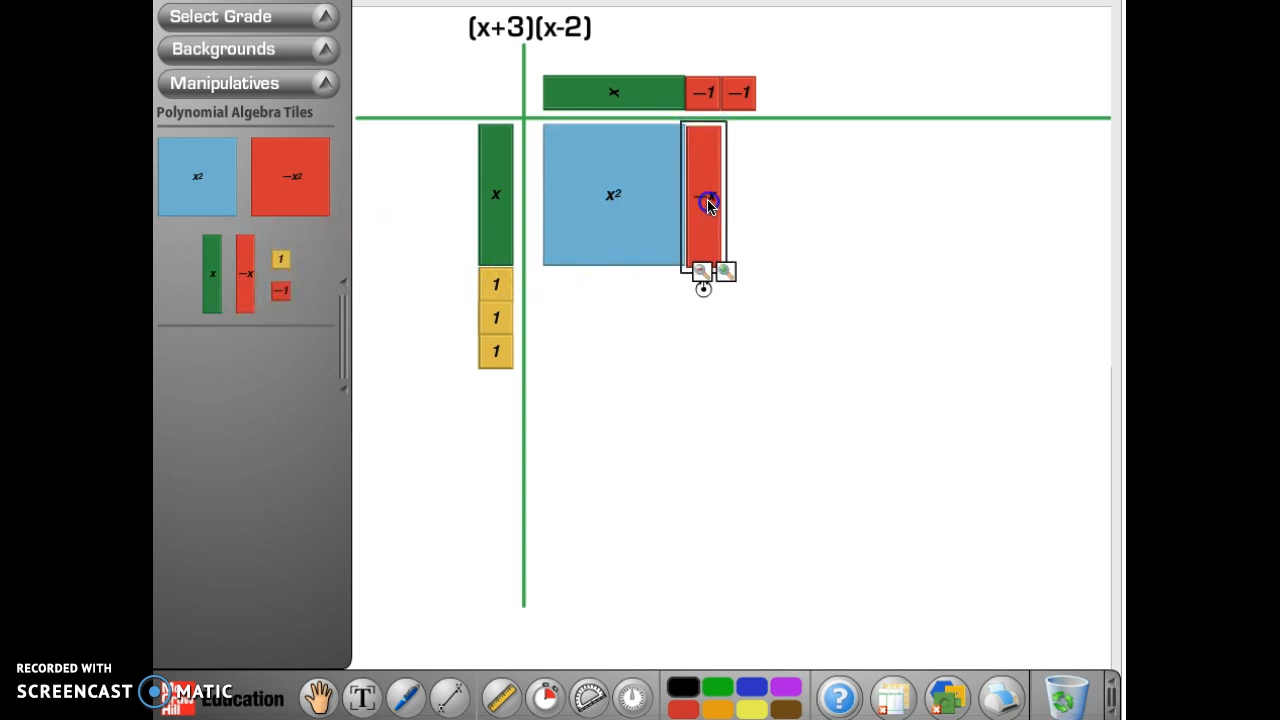 Select Grade
Backgrounds
Manipulatives
Polynomial Algebra Tiles
x²
−x²
x
−x
1
−1
(x+3)(x-2)
x −1 −1
x
x²
1
1
1
RECORDED WITH
SCREENCAST MATIC
Hill Education
T
?